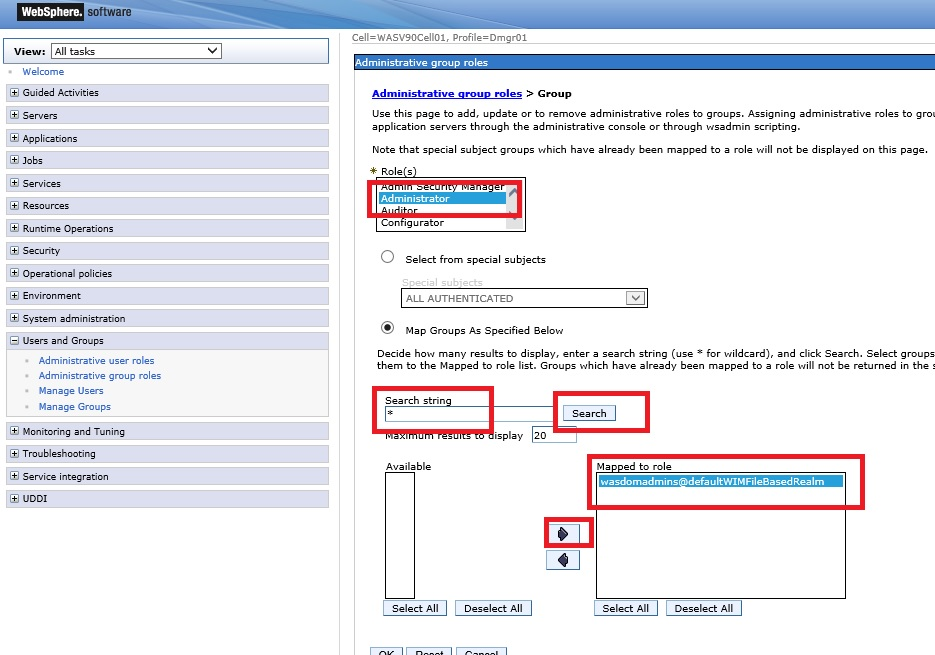 WebSphere. software
View: All tasks
Welcome
Guided Activities
Servers
Applications
Jobs
Services
Resources
Runtime Operations
Security
Operational policies
Environment
System administration
Users and Groups
Administrative user roles
Administrative group roles
Manage Users
Manage Groups
Monitoring and Tuning
Troubleshooting
Service integration
UDDI
Cell=WASV90Cell01, Profile=Dmgr01
Administrative group roles
Administrative group roles > Group
Use this page to add, update or to remove administrative roles to groups. Assigning administrative roles to grou
application servers through the administrative console or through wsadmin scripting.
Note that special subject groups which have already been mapped to a role will not be displayed on this page.
* Role(s)
Admin Security Manager
Administrator
Auditor
Configurator
Select from special subjects
Special subjects
ALL AUTHENTICATED
Map Groups As Specified Below
Decide how many results to display, enter a search string (use * for wildcard), and click Search. Select groups
them to the Mapped to role list. Groups which have already been mapped to a role will not be returned in the s
Search string
*
Search
Maximum results to display 20
Available
Mapped to role
wasdomadmins@defaultWIMFileBasedRealm
Select All Deselect All Select All Deselect All
OK Reset Cancel